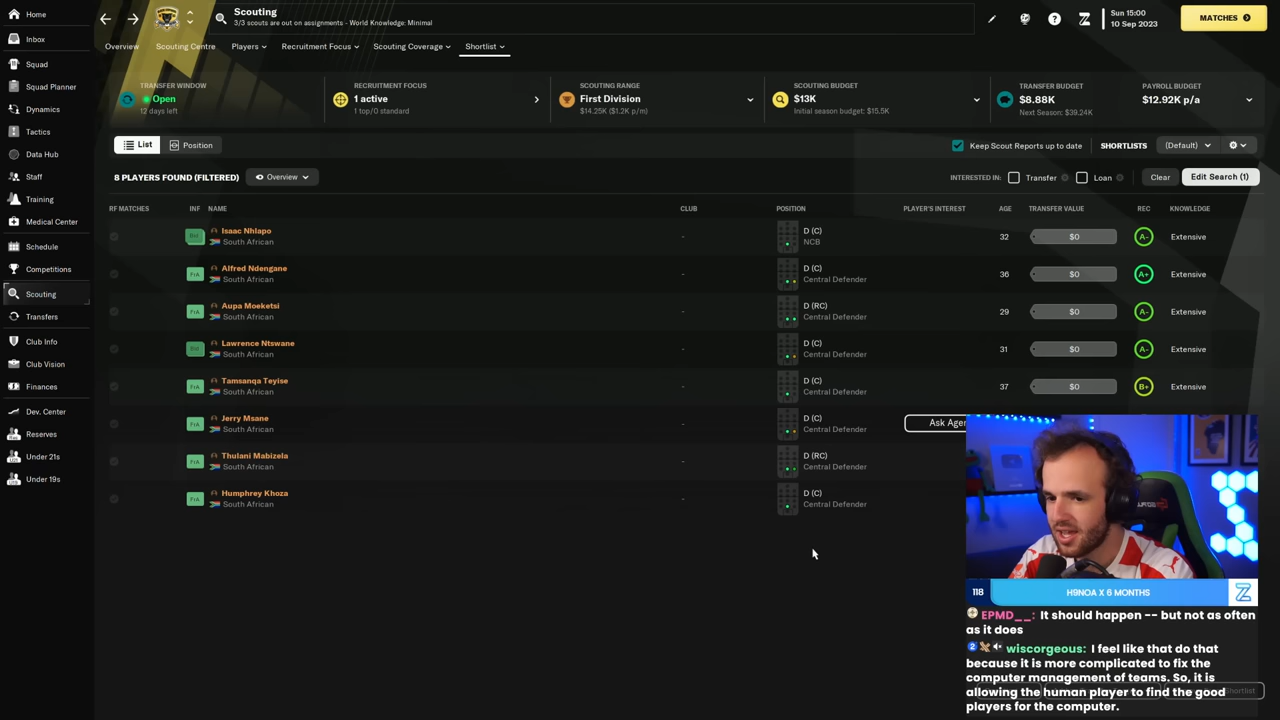 Home
Inbox
Squad
Squad Planner
Dynamics
Tactics
Data Hub
Staff
Training
Medical Center
Schedule
Competitions
Scouting
Transfers
Club Info
Club Vision
Finances
Dev. Center
Reserves
Under 21s
Under 19s
Scouting
3/3 scouts are out on assignments - World Knowledge: Minimal
Sun 15:00
10 Sep 2023
MATCHES
Overview
Scouting Centre
Players
Recruitment Focus
Scouting Coverage
Shortlist
TRANSFER WINDOW
Open
12 days left
RECRUITMENT FOCUS
1 active
1 top/0 standard
SCOUTING RANGE
First Division
$14.25K ($1.2K p/m)
SCOUTING BUDGET
$13K
Initial season budget: $15.5K
TRANSFER BUDGET
$8.88K
Next Season: $39.24K
PAYROLL BUDGET
$12.92K p/a
List
Position
Keep Scout Reports up to date
SHORTLISTS
(Default)
8 PLAYERS FOUND (FILTERED)
Overview
INTERESTED IN:
Transfer
Loan
Clear
Edit Search (1)
RF MATCHES INF NAME CLUB POSITION PLAYER'S INTEREST AGE TRANSFER VALUE REC KNOWLEDGE
Isaac Nhlapo - D (C) 32 $0 A- Extensive
South African NCB
FrA Alfred Ndengane - D (C) 36 $0 A+ Extensive
South African Central Defender
FrA Aupa Moeketsi - D (RC) 29 $0 A- Extensive
South African Central Defender
Lawrence Ntswane - D (C) 31 $0 A- Extensive
South African Central Defender
FrA Tamsanqa Teyise - D (C) 37 $0 B+ Extensive
South African Central Defender
FrA Jerry Msane - D (C) Ask Agen
South African Central Defender
FrA Thulani Mabizela - D (RC)
South African Central Defender
FrA Humphrey Khoza - D (C)
South African Central Defender
118
H9NOA X 6 MONTHS
EPMD__: It should happen -- but not as often
as it does
2 wiscorgeous: I feel like that do that
because it is more complicated to fix the
computer management of teams. So, it is
allowing the human player to find the good
players for the computer.
hortlist